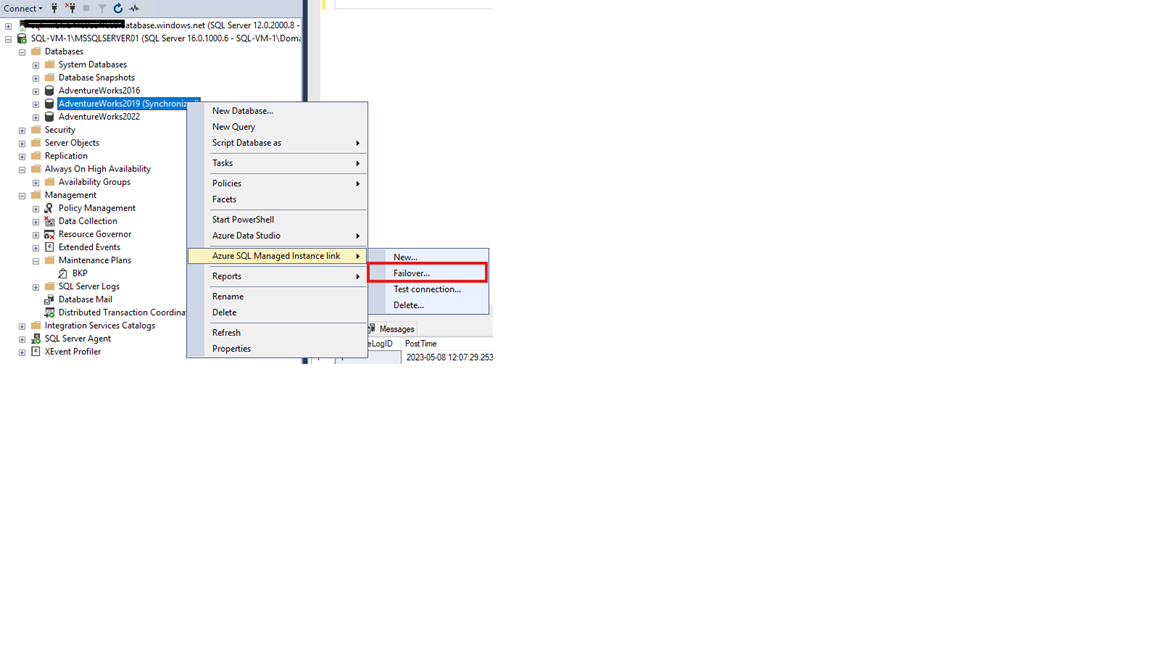 Connect
atabase.windows.net (SQL Server 12.0.2000.8 -
SQL-VM-1\MSSQLSERVER01 (SQL Server 16.0.1000.6 - SQL-VM-1\Doma
Databases
System Databases
Database Snapshots
AdventureWorks2016
AdventureWorks2019 (Synchroniz
AdventureWorks2022
Security
Server Objects
Replication
Always On High Availability
Availability Groups
Management
Policy Management
Data Collection
Resource Governor
Extended Events
Maintenance Plans
BKP
SQL Server Logs
Database Mail
Distributed Transaction Coordinat
Integration Services Catalogs
SQL Server Agent
XEvent Profiler
New Database...
New Query
Script Database as
Tasks
Policies
Facets
Start PowerShell
Azure Data Studio
Azure SQL Managed Instance link
Reports
Rename
Delete
Refresh
Properties
New...
Failover...
Test connection...
Delete...
Messages
eLogID PostTime
2023-05-08 12:07:29.253